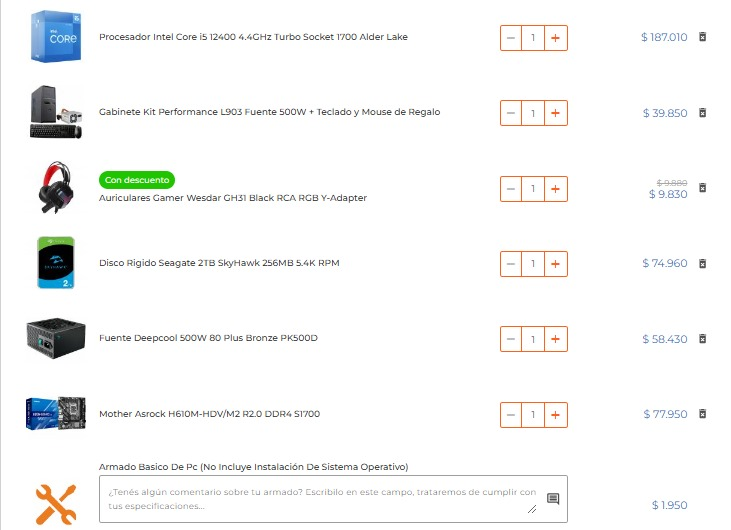 intel
CORE
i5
Procesador Intel Core i5 12400 4.4GHz Turbo Socket 1700 Alder Lake
− 1 +
$ 187.010
Gabinete Kit Performance L903 Fuente 500W + Teclado y Mouse de Regalo
− 1 +
$ 39.850
Con descuento
Auriculares Gamer Wesdar GH31 Black RCA RGB Y-Adapter
− 1 +
$ 9.880
$ 9.830
2
Disco Rigido Seagate 2TB SkyHawk 256MB 5.4K RPM
− 1 +
$ 74.960
Fuente Deepcool 500W 80 Plus Bronze PK500D
− 1 +
$ 58.430
Mother Asrock H610M-HDV/M2 R2.0 DDR4 S1700
− 1 +
$ 77.950
Armado Basico De Pc (No Incluye Instalación De Sistema Operativo)
¿Tenés algún comentario sobre tu armado? Escribilo en este campo, trataremos de cumplir con
tus especificaciones...
$ 1.950